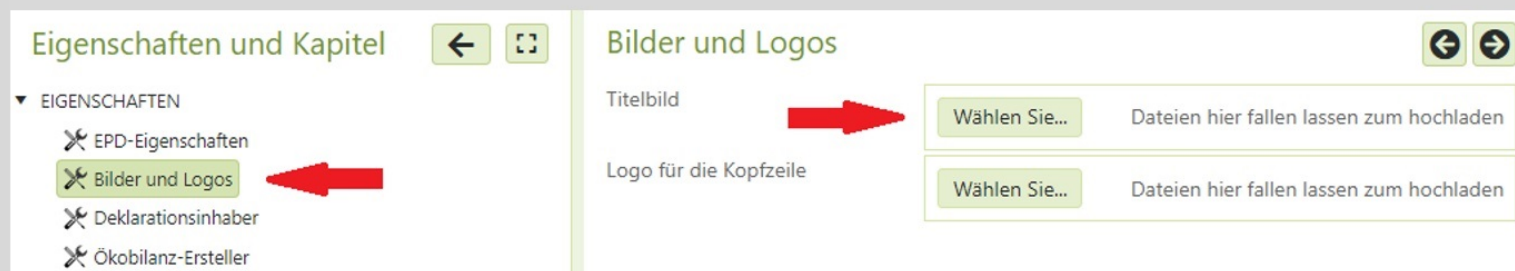 Eigenschaften und Kapitel
EIGENSCHAFTEN
EPD-Eigenschaften
Bilder und Logos
Deklarationsinhaber
Ökobilanz-Ersteller
Bilder und Logos
Titelbild
Wählen Sie... Dateien hier fallen lassen zum hochladen
Logo für die Kopfzeile
Wählen Sie... Dateien hier fallen lassen zum hochladen